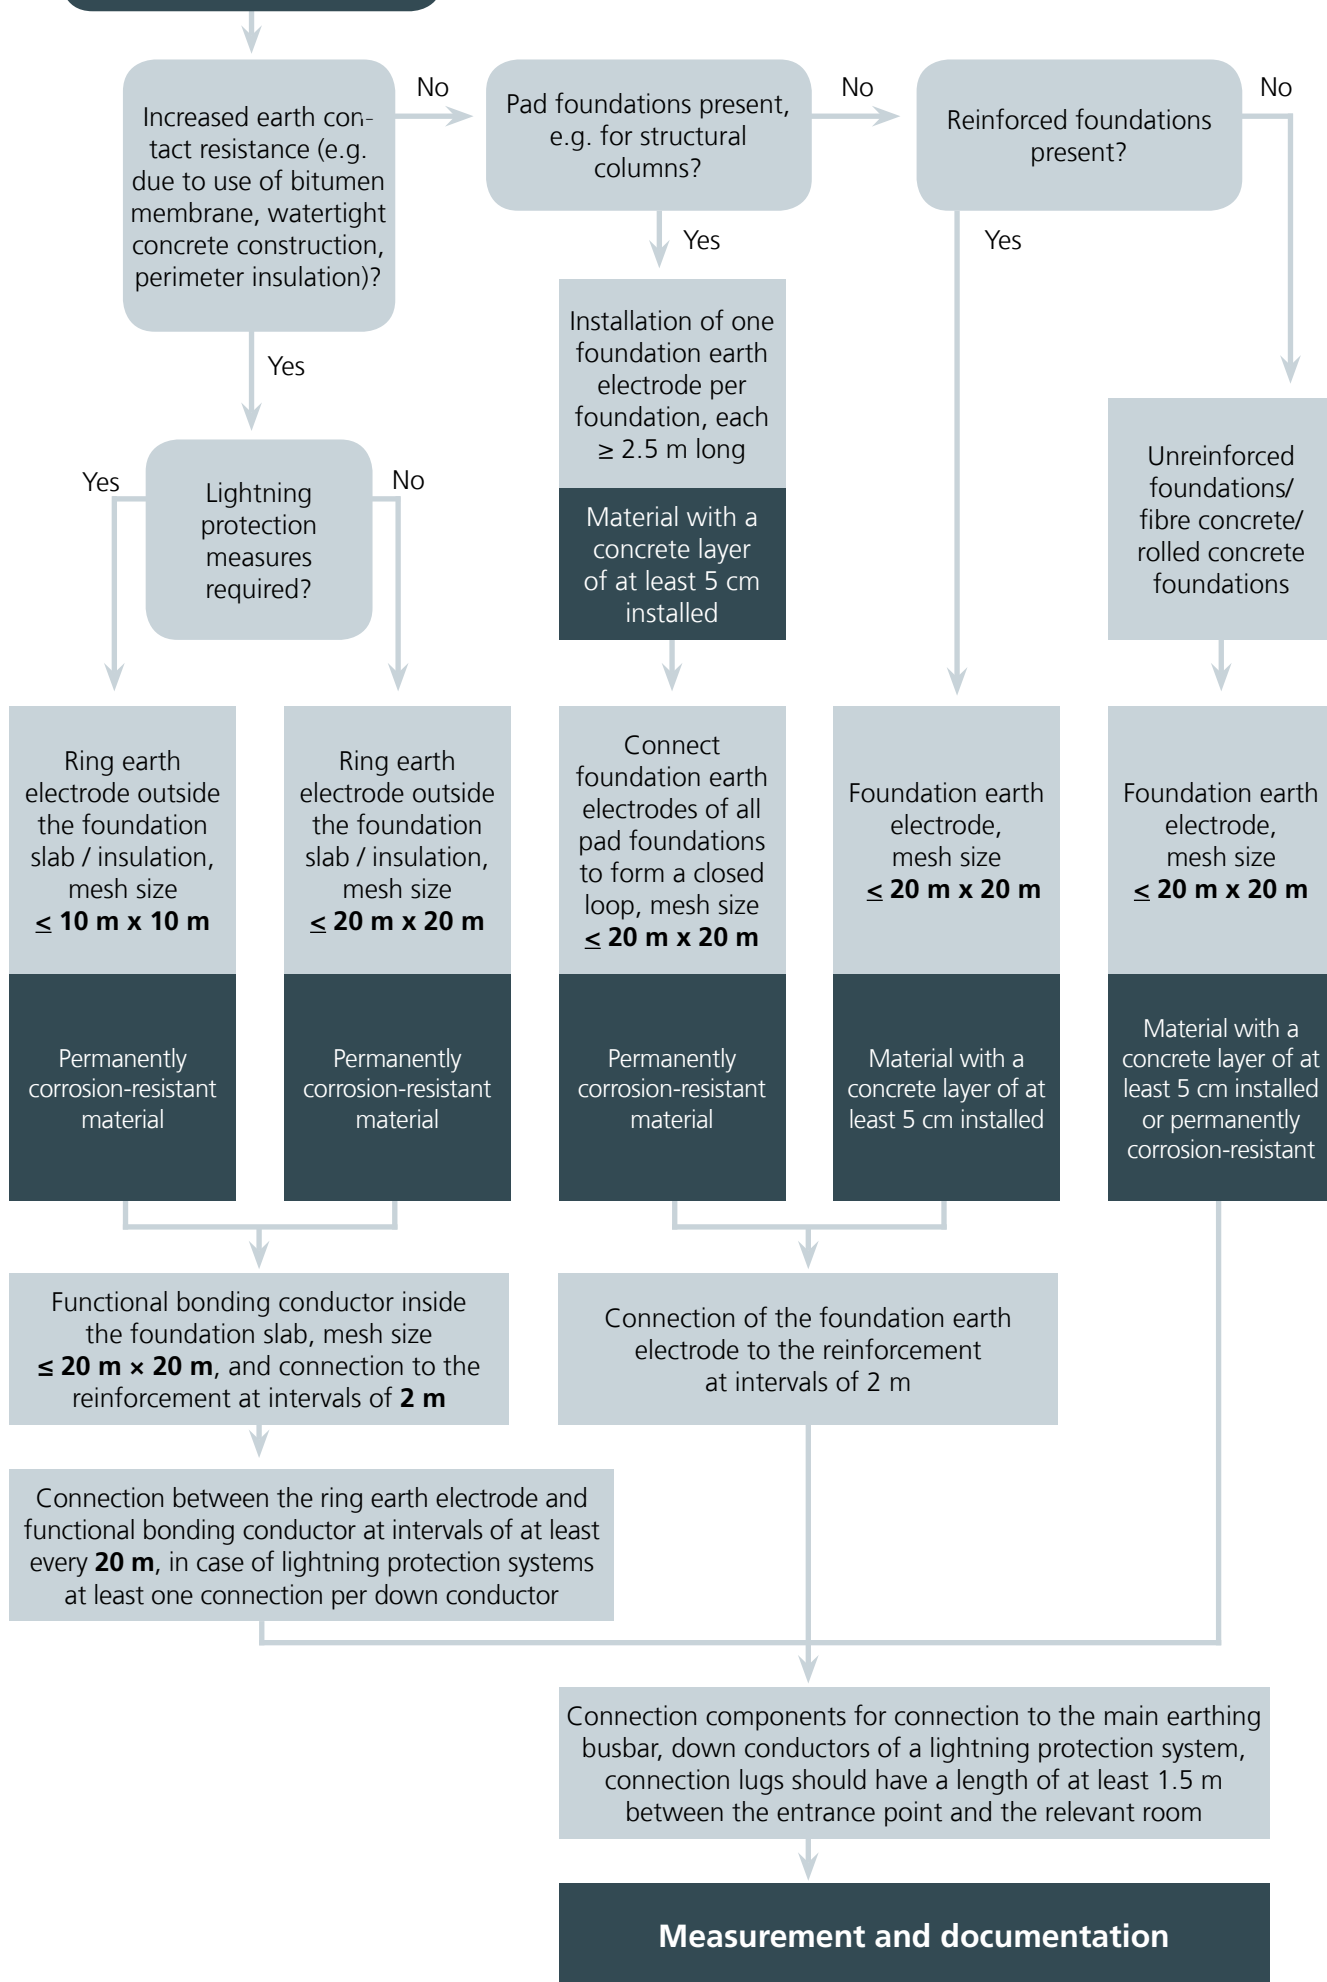 Increased earth con-
tact resistance (e.g.
due to use of bitumen
membrane, watertight
concrete construction,
perimeter insulation)?
No
Pad foundations present,
e.g. for structural
columns?
No
Reinforced foundations
present?
No
Yes
Yes
Yes
Installation of one
foundation earth
electrode per
foundation, each
≥ 2.5 m long
Material with a
concrete layer
of at least 5 cm
installed
Unreinforced
foundations/
fibre concrete/
rolled concrete
foundations
Yes
Lightning
protection
measures
required?
No
Ring earth
electrode outside
the foundation
slab / insulation,
mesh size
≤ 10 m x 10 m
Permanently
corrosion-resistant
material
Ring earth
electrode outside
the foundation
slab / insulation,
mesh size
≤ 20 m x 20 m
Permanently
corrosion-resistant
material
Connect
foundation earth
electrodes of all
pad foundations
to form a closed
loop, mesh size
≤ 20 m x 20 m
Permanently
corrosion-resistant
material
Foundation earth
electrode,
mesh size
≤ 20 m x 20 m
Material with a
concrete layer of at
least 5 cm installed
Foundation earth
electrode,
mesh size
≤ 20 m x 20 m
Material with a
concrete layer of at
least 5 cm installed
or permanently
corrosion-resistant
Functional bonding conductor inside
the foundation slab, mesh size
≤ 20 m × 20 m, and connection to the
reinforcement at intervals of 2 m
Connection of the foundation earth
electrode to the reinforcement
at intervals of 2 m
Connection between the ring earth electrode and
functional bonding conductor at intervals of at least
every 20 m, in case of lightning protection systems
at least one connection per down conductor
Connection components for connection to the main earthing
busbar, down conductors of a lightning protection system,
connection lugs should have a length of at least 1.5 m
between the entrance point and the relevant room
Measurement and documentation